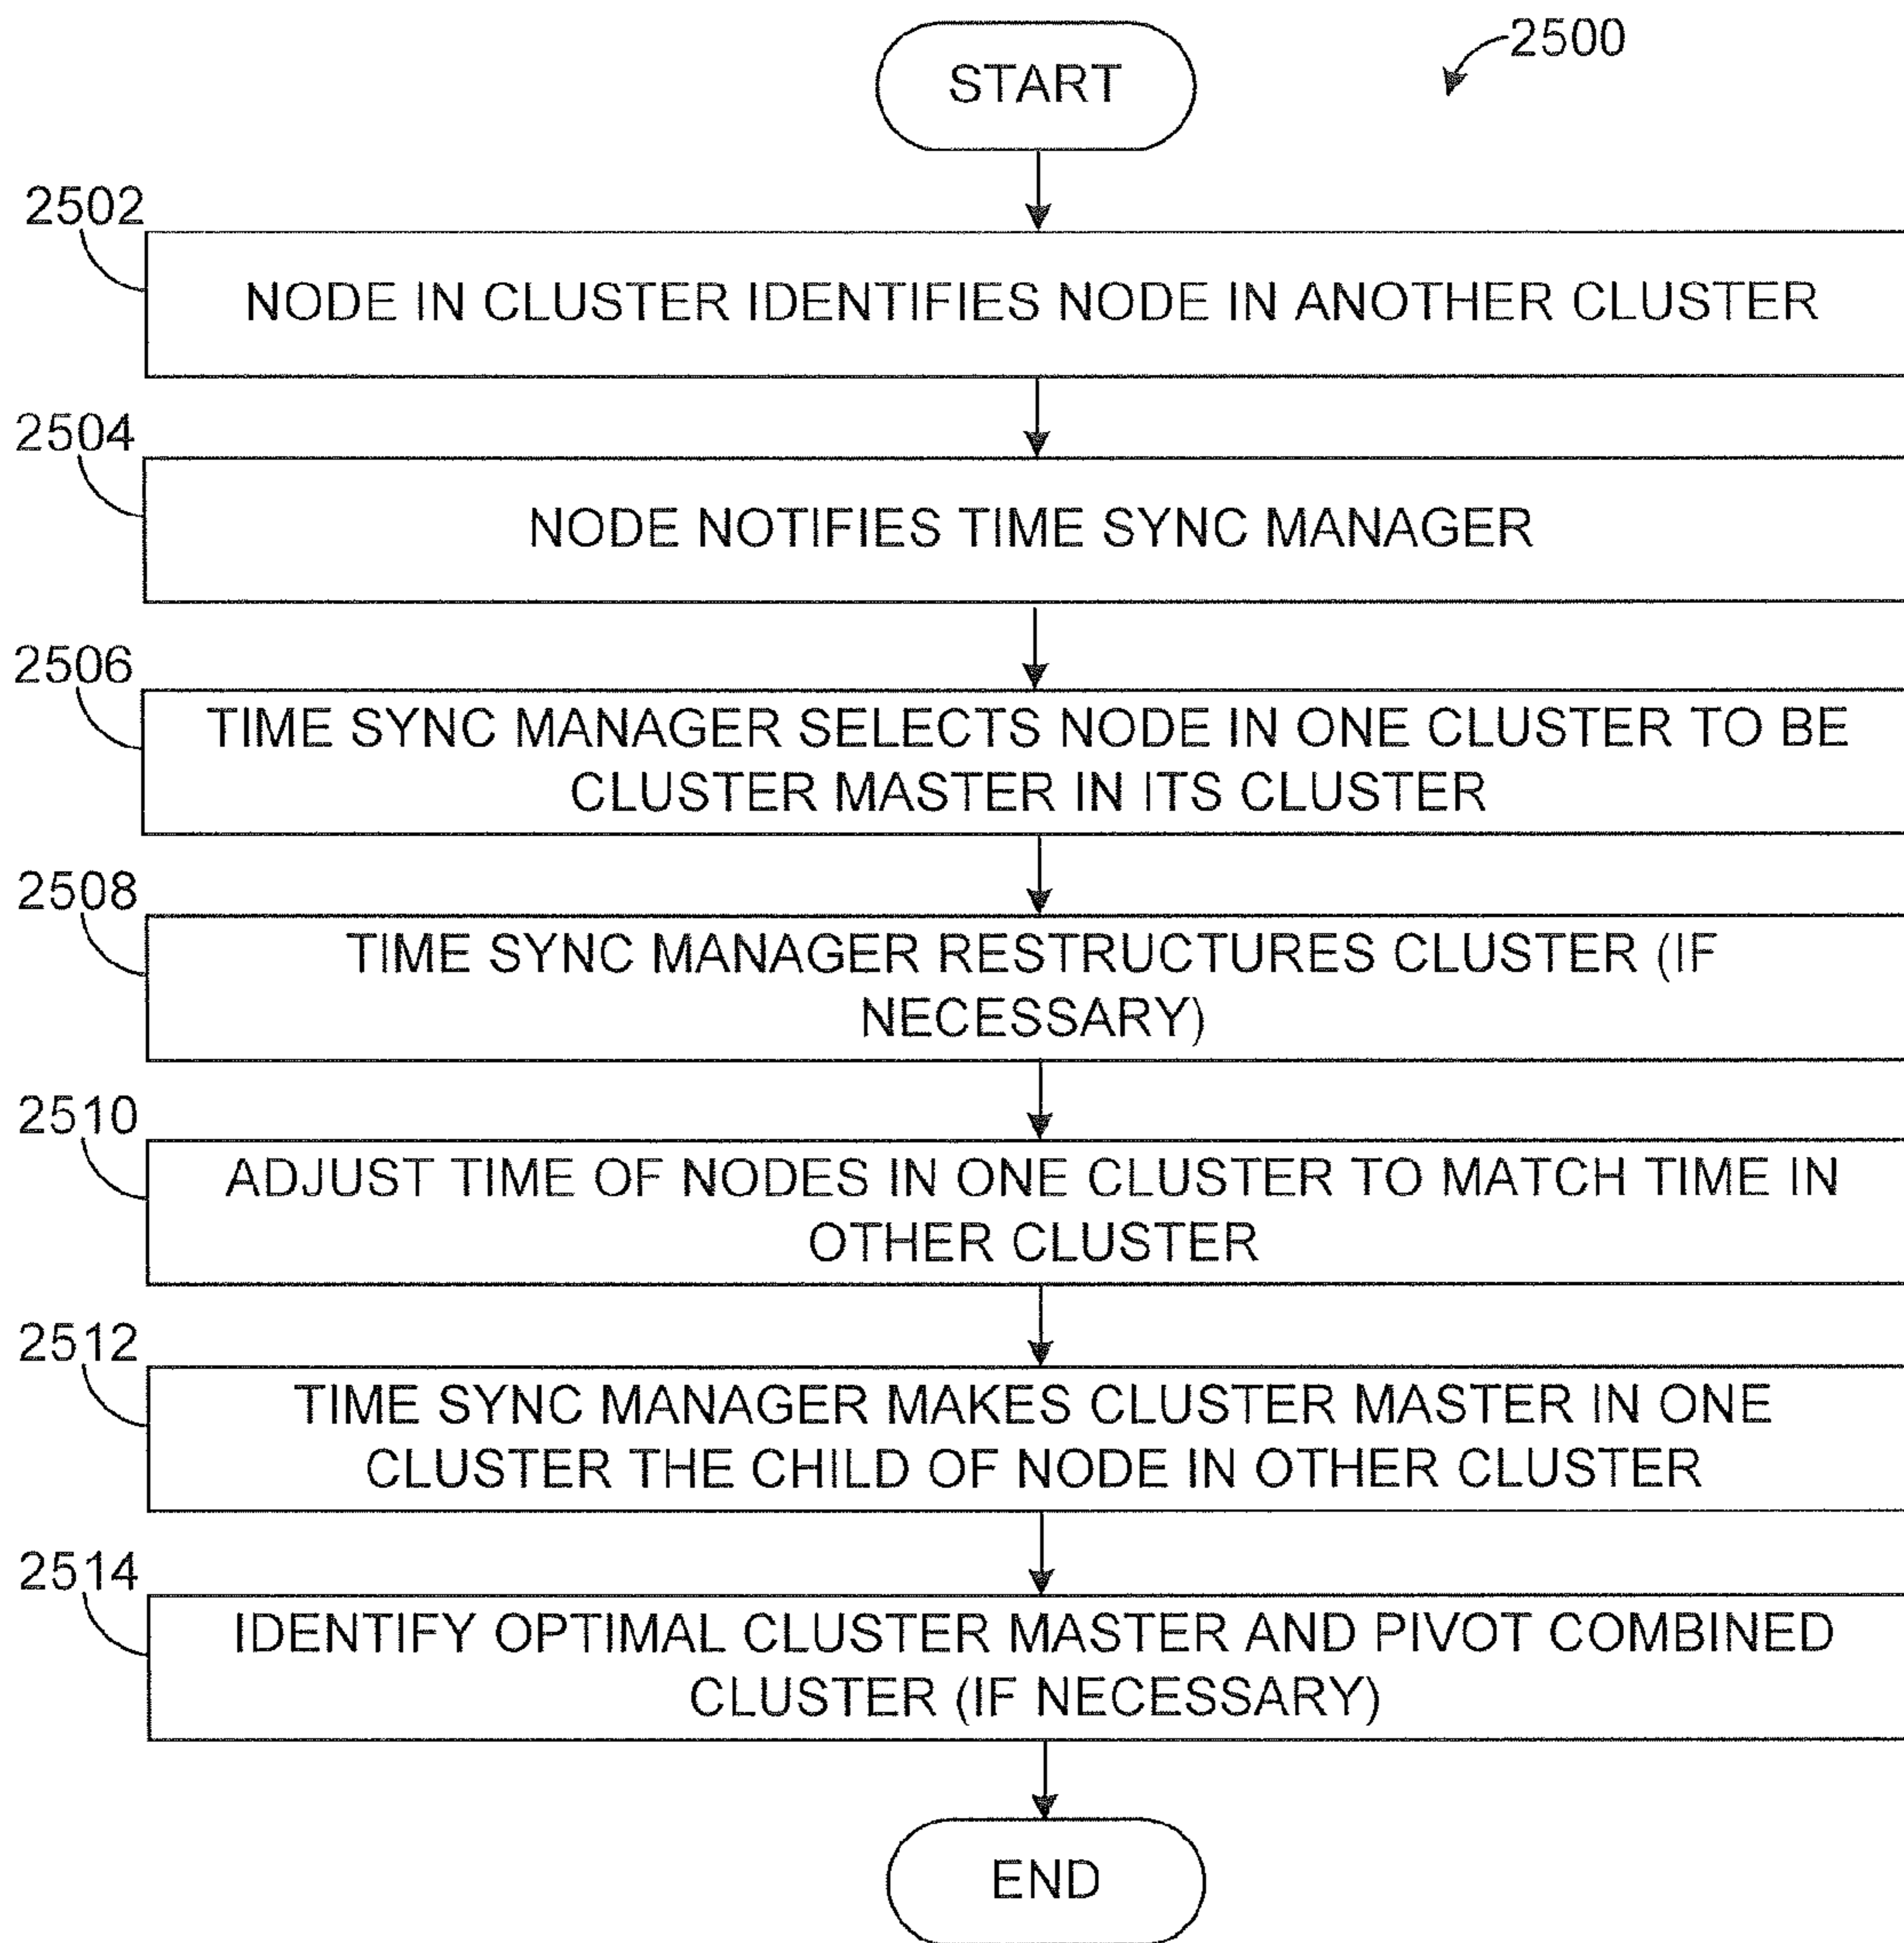 START
2500
2502
NODE IN CLUSTER IDENTIFIES NODE IN ANOTHER CLUSTER
2504
NODE NOTIFIES TIME SYNC MANAGER
2506
TIME SYNC MANAGER SELECTS NODE IN ONE CLUSTER TO BE
CLUSTER MASTER IN ITS CLUSTER
2508
TIME SYNC MANAGER RESTRUCTURES CLUSTER (IF
NECESSARY)
2510
ADJUST TIME OF NODES IN ONE CLUSTER TO MATCH TIME IN
OTHER CLUSTER
2512
TIME SYNC MANAGER MAKES CLUSTER MASTER IN ONE
CLUSTER THE CHILD OF NODE IN OTHER CLUSTER
2514
IDENTIFY OPTIMAL CLUSTER MASTER AND PIVOT COMBINED
CLUSTER (IF NECESSARY)
END